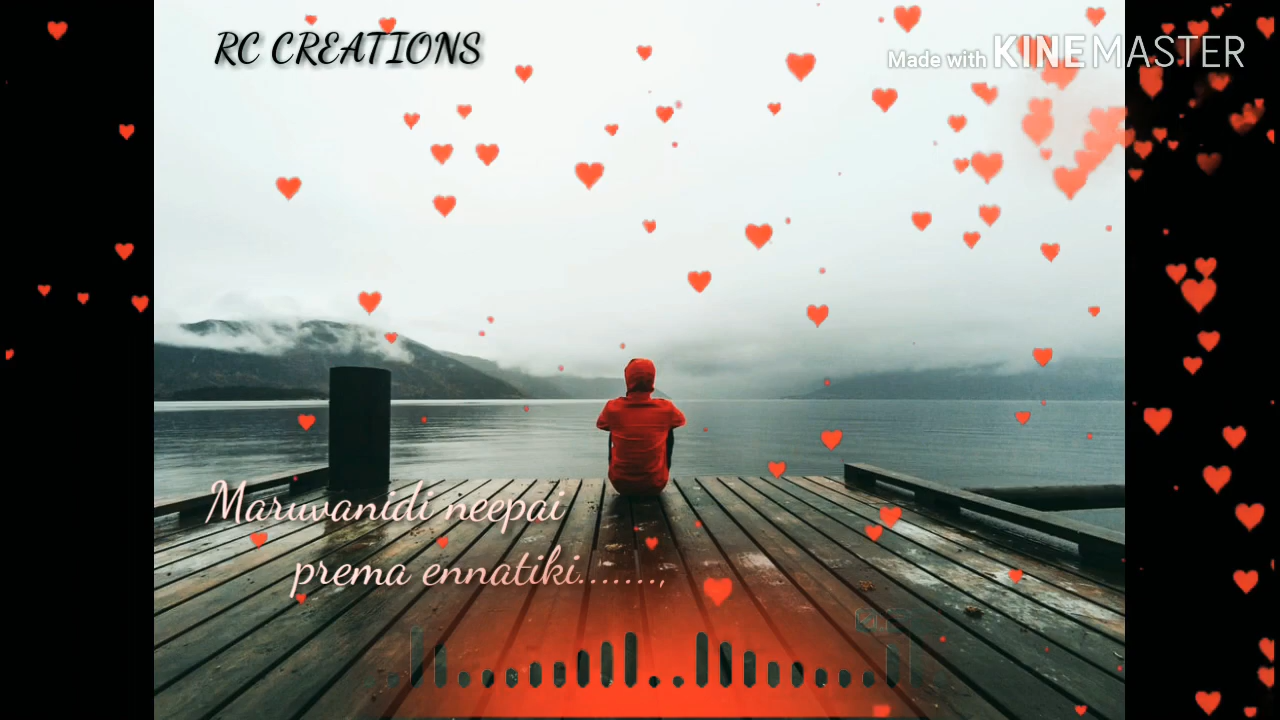 RC CREATIONS
Made with KINEMASTER
Maruvanidi neepai
prema ennatiki.......,